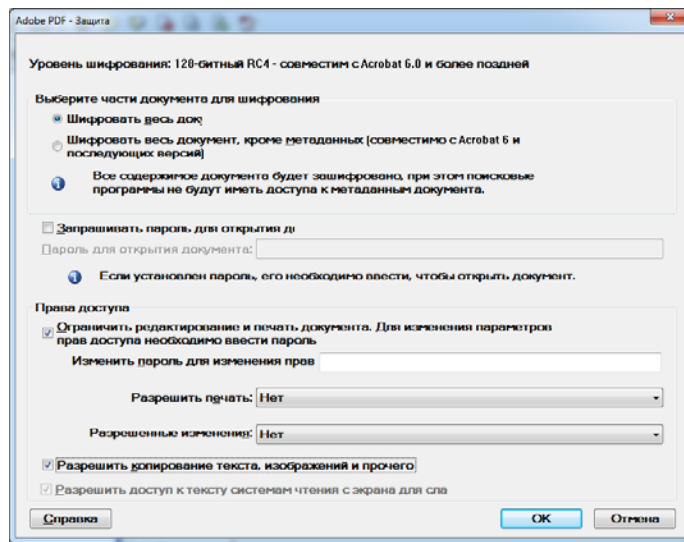 Adobe PDF - Защита
Уровень шифрования: 128-битный RC4 - совместим с Acrobat 6.0 и более поздней
Выберите части документа для шифрования
Шифровать весь док
Шифровать весь документ, кроме метаданных (совместимо с Acrobat 6 и
последующих версий)
Все содержимое документа будет зашифровано, при этом поисковые
программы не будут иметь доступа к метаданным документа.
Запрашивать пароль для открытия до
Пароль для открытия документа:
Если установлен пароль, его необходимо ввести, чтобы открыть документ.
Права доступа
Ограничить редактирование и печать документа. Для изменения параметров
прав доступа необходимо ввести пароль
Изменить пароль для изменения прав
Разрешить печать: Нет
Разрешенные изменения: Нет
Разрешить копирование текста, изображений и прочего
Разрешить доступ к тексту системам чтения с экрана для сла
Справка OK Отмена